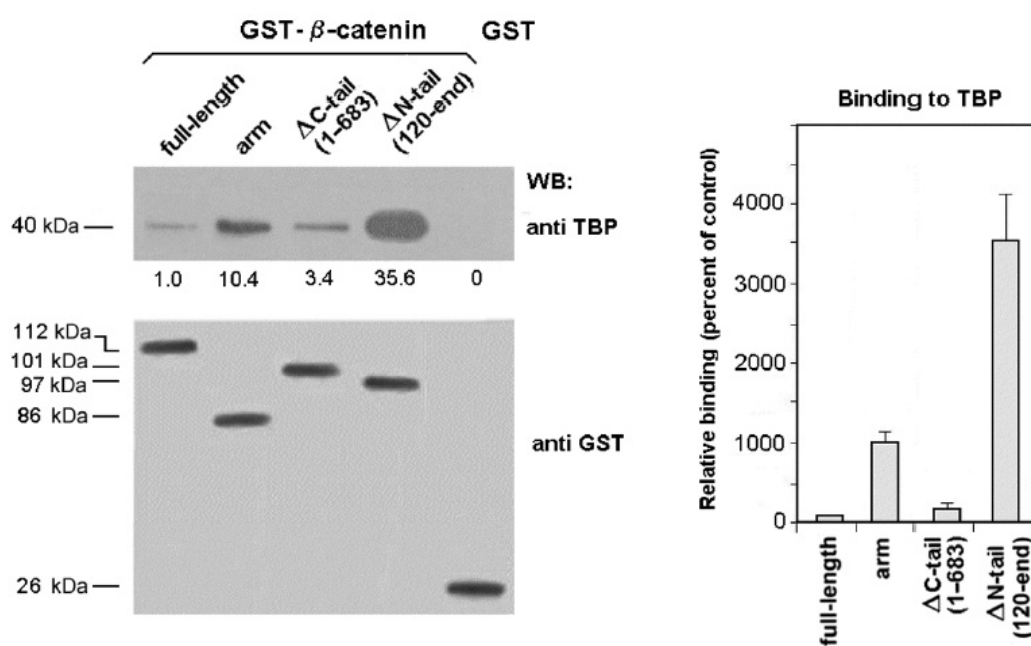 GST-β-catenin GST
full-length
arm
ΔC-tail
(1–683)
ΔN-tail
(120-end)
WB:
40 kDa
anti TBP
1.0 10.4 3.4 35.6 0
112 kDa
101 kDa
97 kDa
86 kDa
anti GST
26 kDa
Binding to TBP
Relative binding (percent of control)
4000
3000
2000
1000
0
full-length
arm
ΔC-tail
(1–683)
ΔN-tail
(120-end)